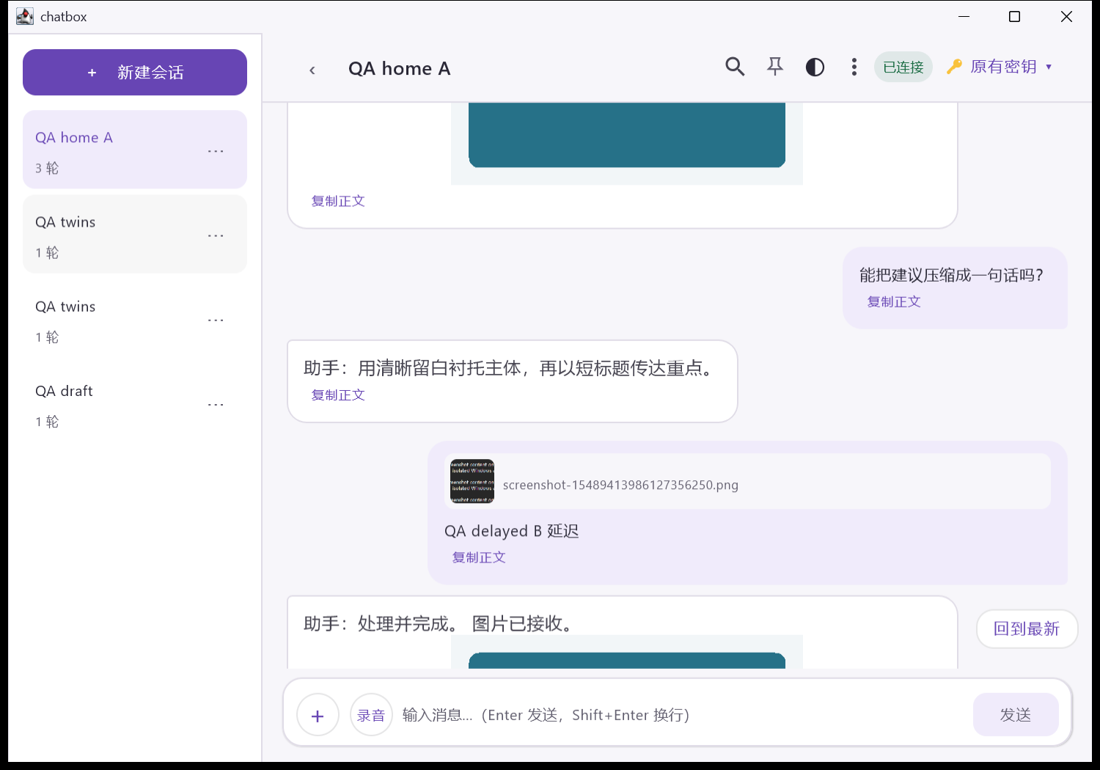 chatbox
+ 新建会话
QA home A
3 轮
QA twins
1 轮
QA twins
1 轮
QA draft
1 轮
QA home A
已连接
原有密钥
复制正文
能把建议压缩成一句话吗?
复制正文
助手：用清晰留白衬托主体，再以短标题传达重点。
复制正文
screenshot-15489413986127356250.png
QA delayed B 延迟
复制正文
助手：处理并完成。 图片已接收。
回到最新
+
录音
输入消息... (Enter 发送，Shift+Enter 换行)
发送